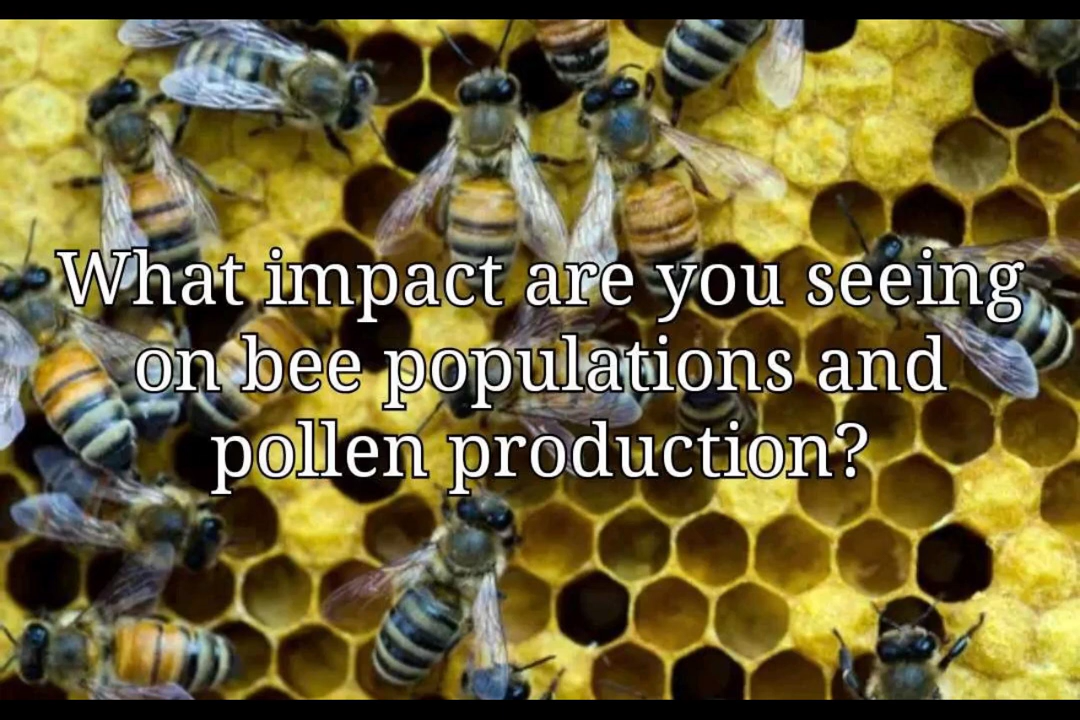 What impact are you seeing
on bee populations and
pollen production?